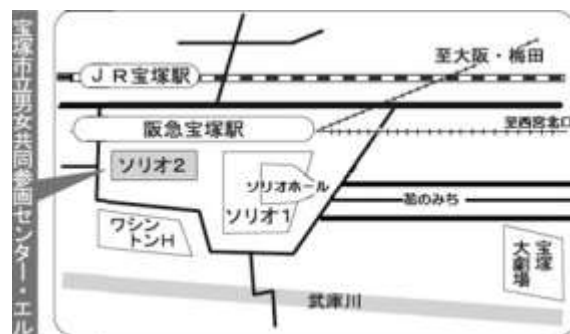 宝塚市立男女共同参画センター・エル
至大阪・梅田
JR宝塚駅
阪急宝塚駅
至西宮北口
ソリオ2
ソリオホール
ソリオ1
花のみち
ワシン
トンH
宝塚
大劇場
武庫川